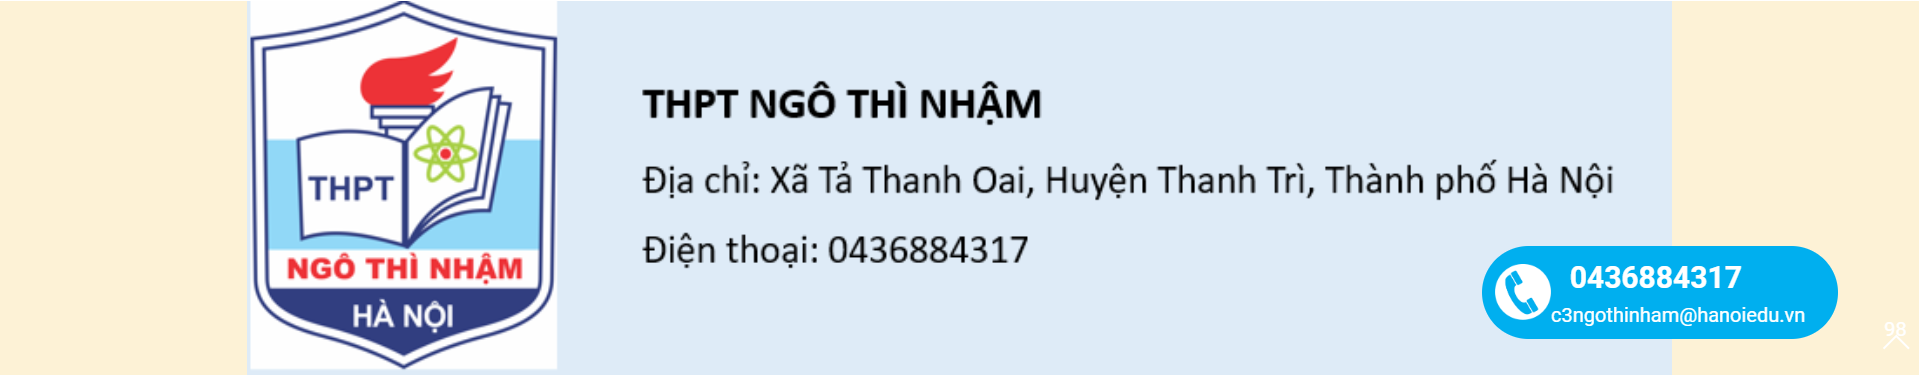 THPT
NGÔ THÌ NHẬM
HÀ NỘI
THPT NGÔ THÌ NHẬM
Địa chỉ: Xã Tả Thanh Oai, Huyện Thanh Trì, Thành phố Hà Nội
Điện thoại: 0436884317
0436884317
c3ngothinham@hanoiedu.vn
98